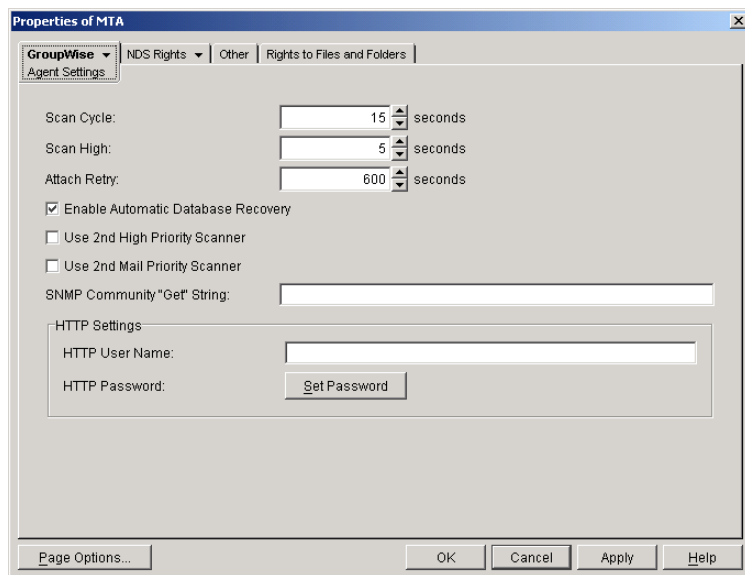 Properties of MTA
GroupWise NDS Rights Other Rights to Files and Folders
Agent Settings
Scan Cycle: 15 seconds
Scan High: 5 seconds
Attach Retry: 600 seconds
Enable Automatic Database Recovery
Use 2nd High Priority Scanner
Use 2nd Mail Priority Scanner
SNMP Community "Get" String:
HTTP Settings
HTTP User Name:
HTTP Password: Set Password
Page Options... OK Cancel Apply Help